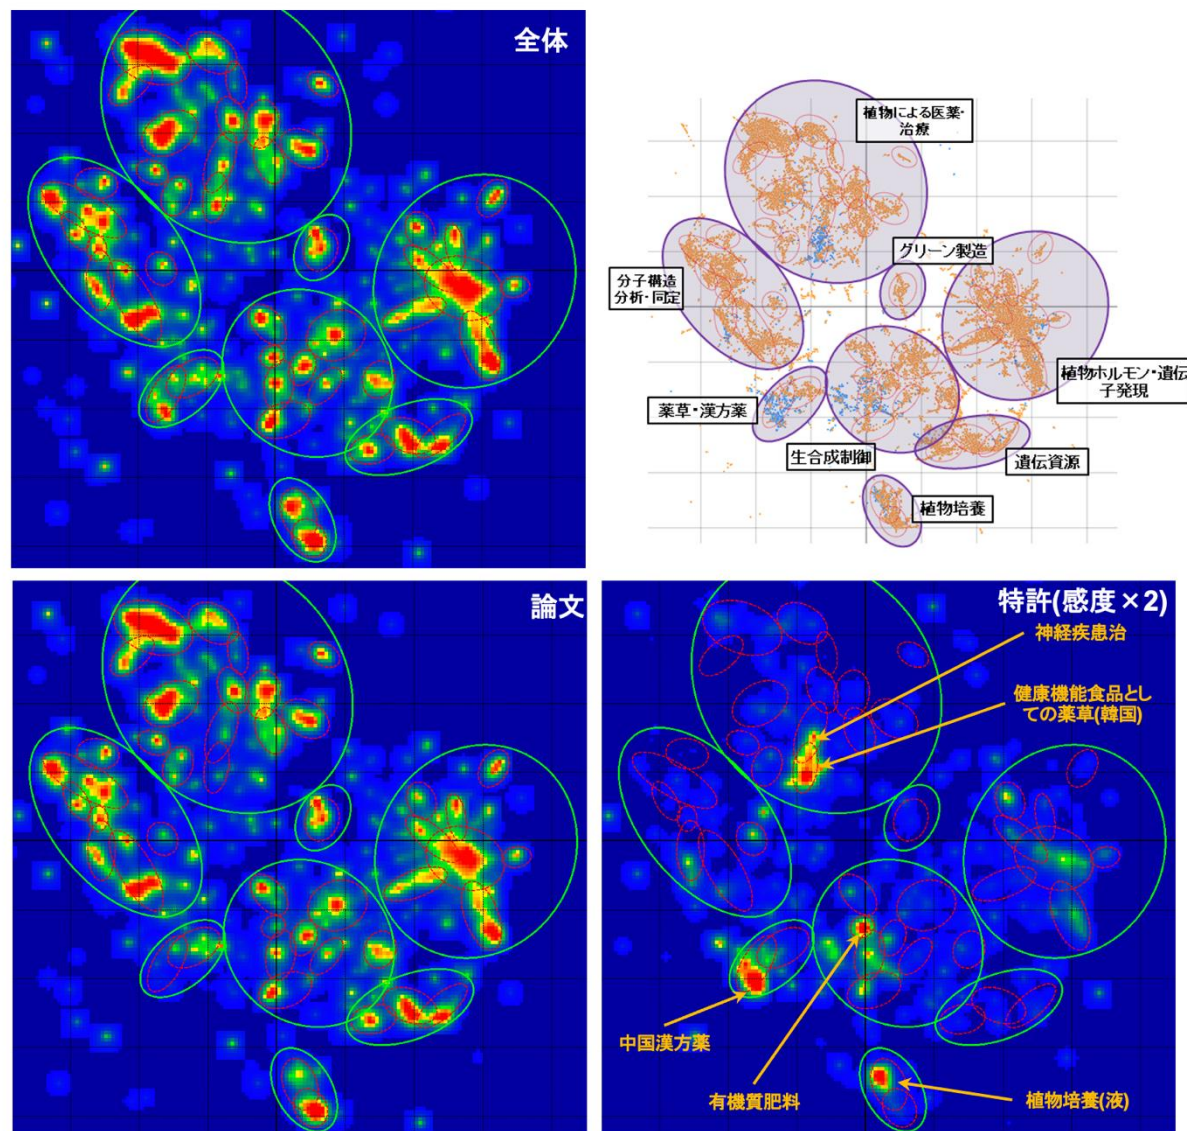 全体
植物による医薬・
治療
グリーン製造
分子構造
分析・同定
植物ホルモン・遺伝
子発現
薬草・漢方薬
生合成制御
遺伝資源
植物培養
論文
特許(感度×2)
神経疾患治
健康機能食品とし
ての薬草(韓国)
中国漢方薬
有機質肥料
植物培養(液)